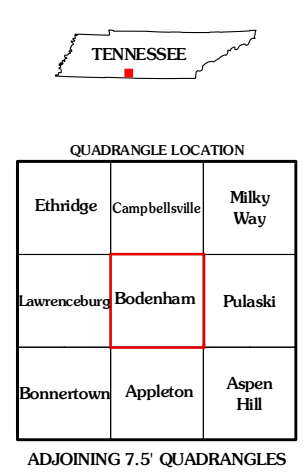 TENNESSEE
QUADRANGLE LOCATION
Ethridge Campbellsville Milky
Way
Lawrenceburg Bodenham Pulaski
Bonnertown Appleton Aspen
Hill
ADJOINING 7.5' QUADRANGLES